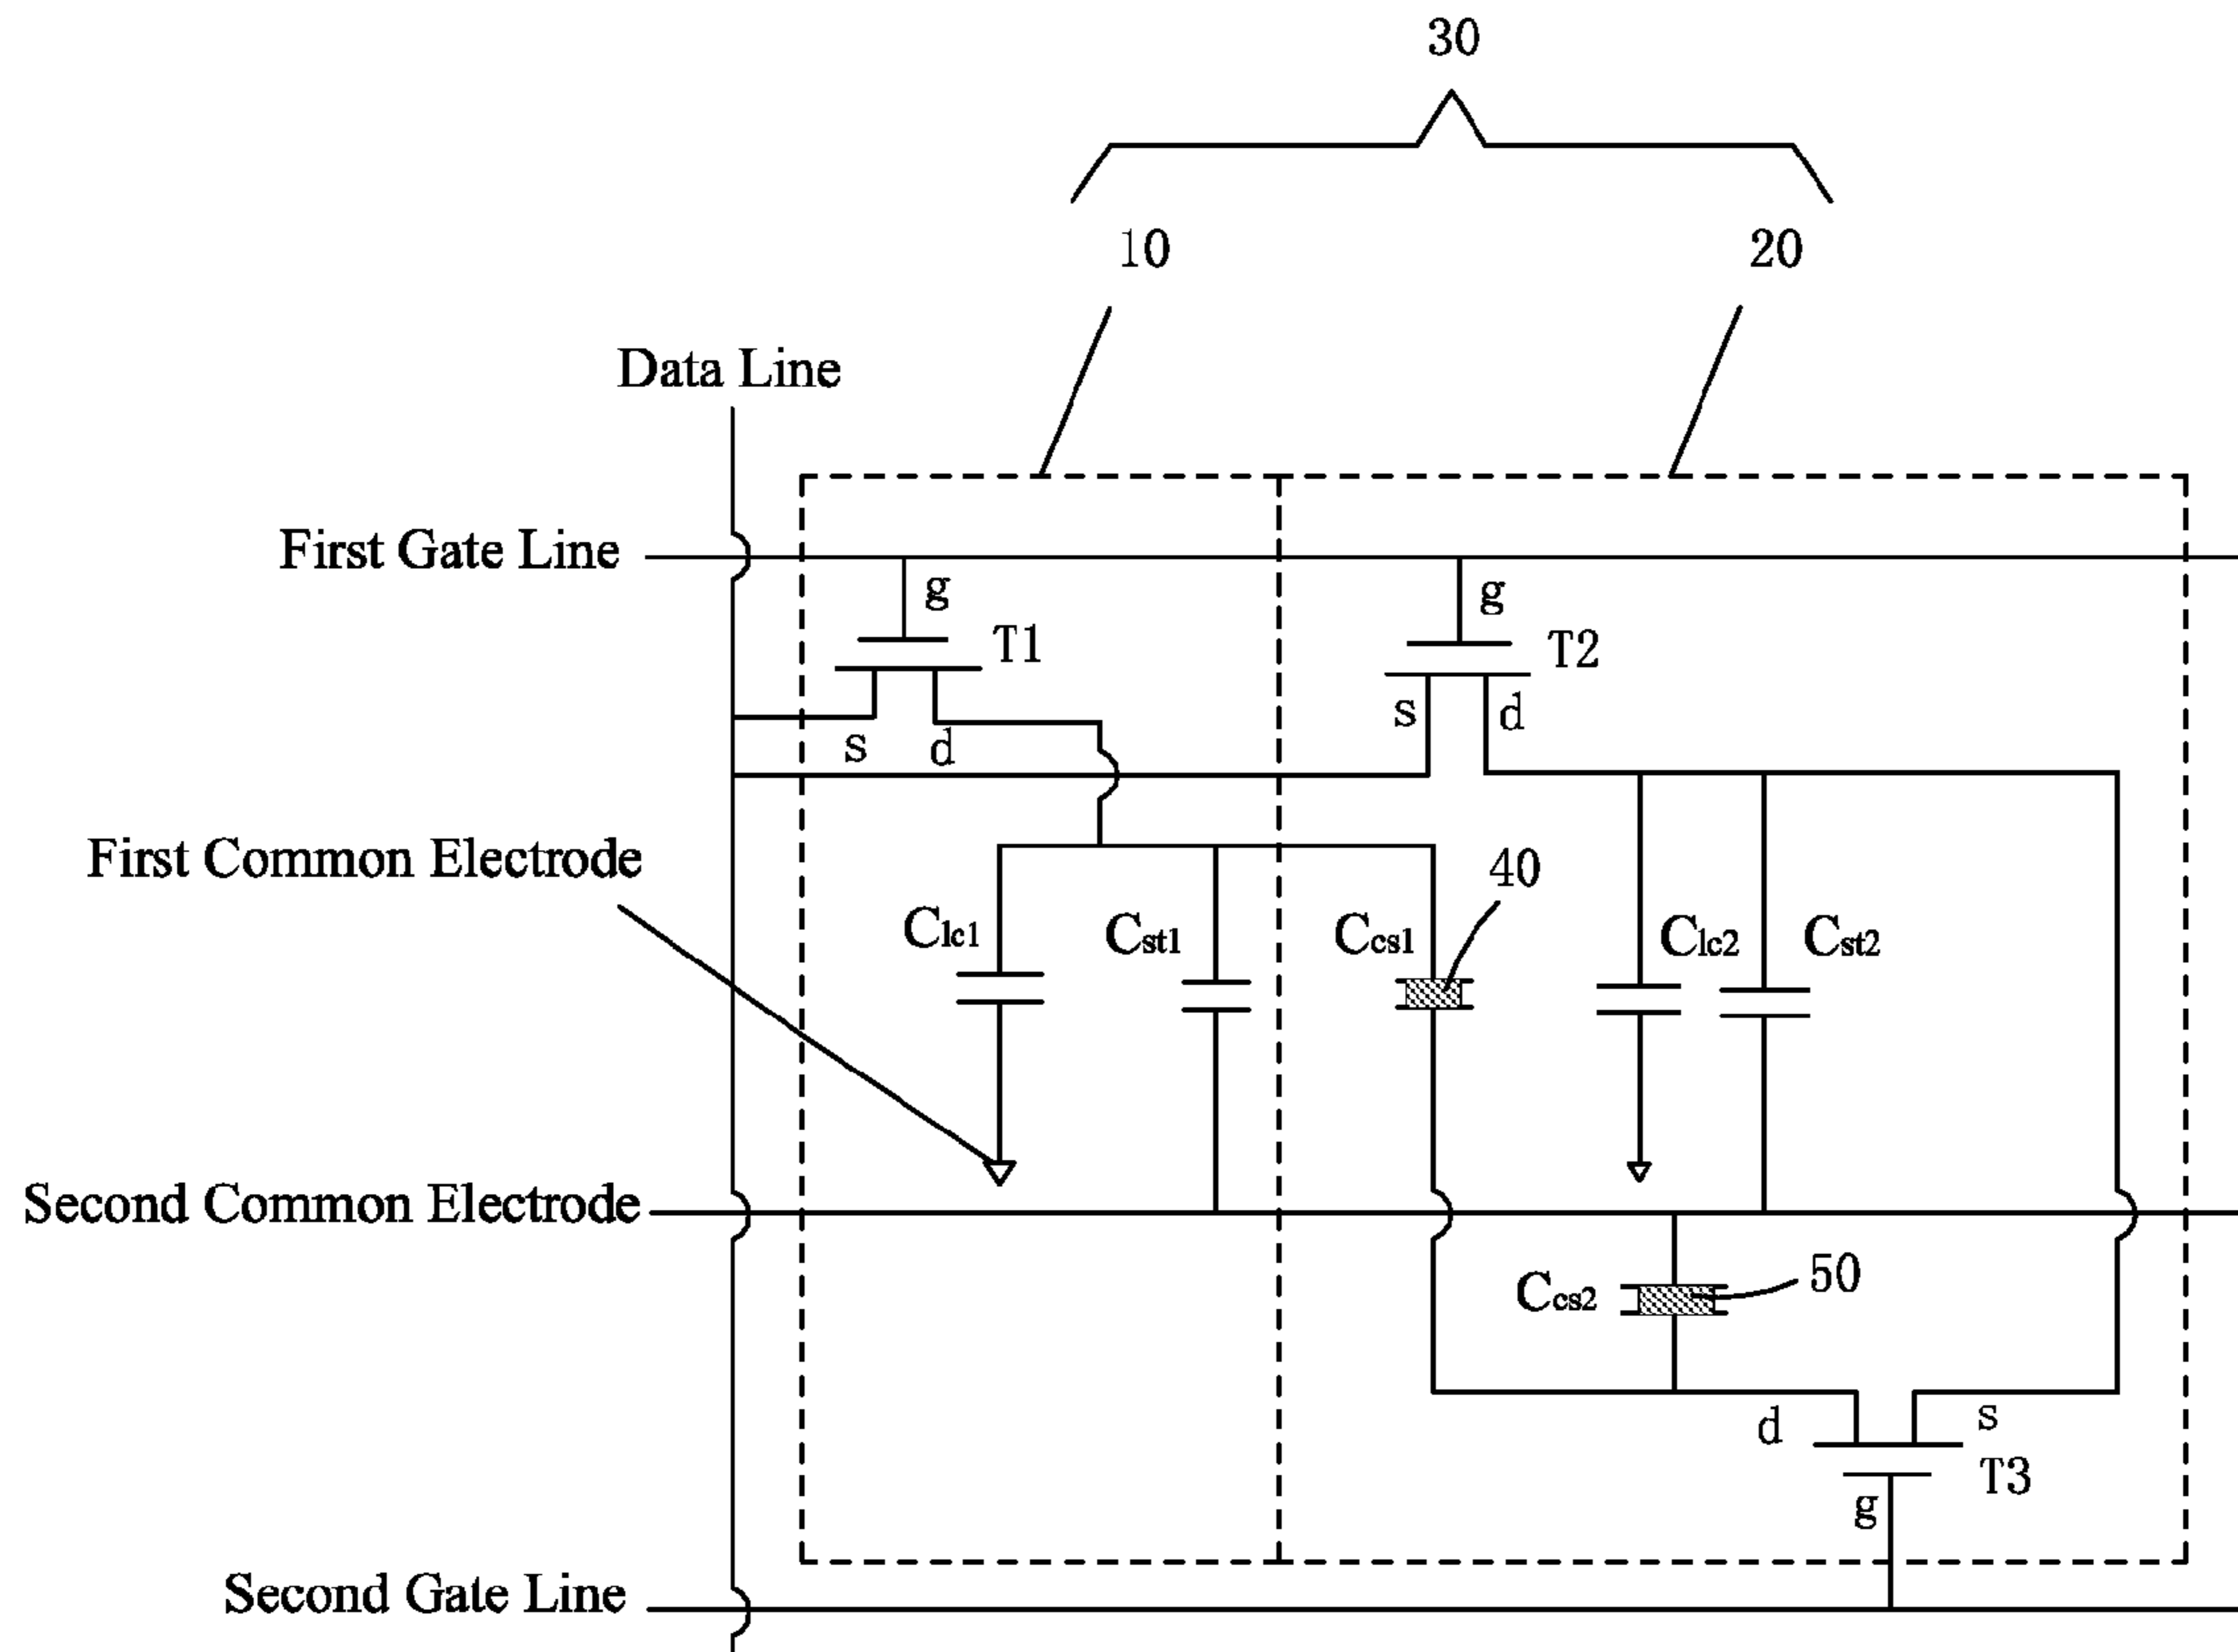 30
10
20
Data Line
First Gate Line
g
g
T1
T2
s
d
s
d
First Common Electrode
40
Clc1
Cst1
Ccs1
Clc2
Cst2
Second Common Electrode
Ccs2
50
d
s
T3
g
Second Gate Line